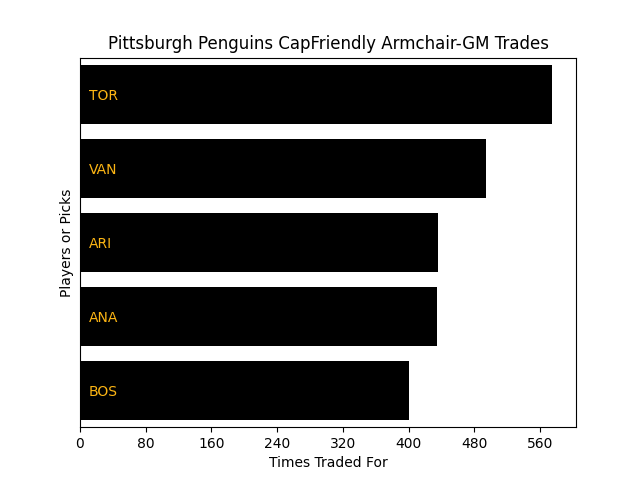 Pittsburgh Penguins CapFriendly Armchair-GM Trades
Players or Picks
TOR
VAN
ARI
ANA
BOS
0 80 160 240 320 400 480 560
Times Traded For